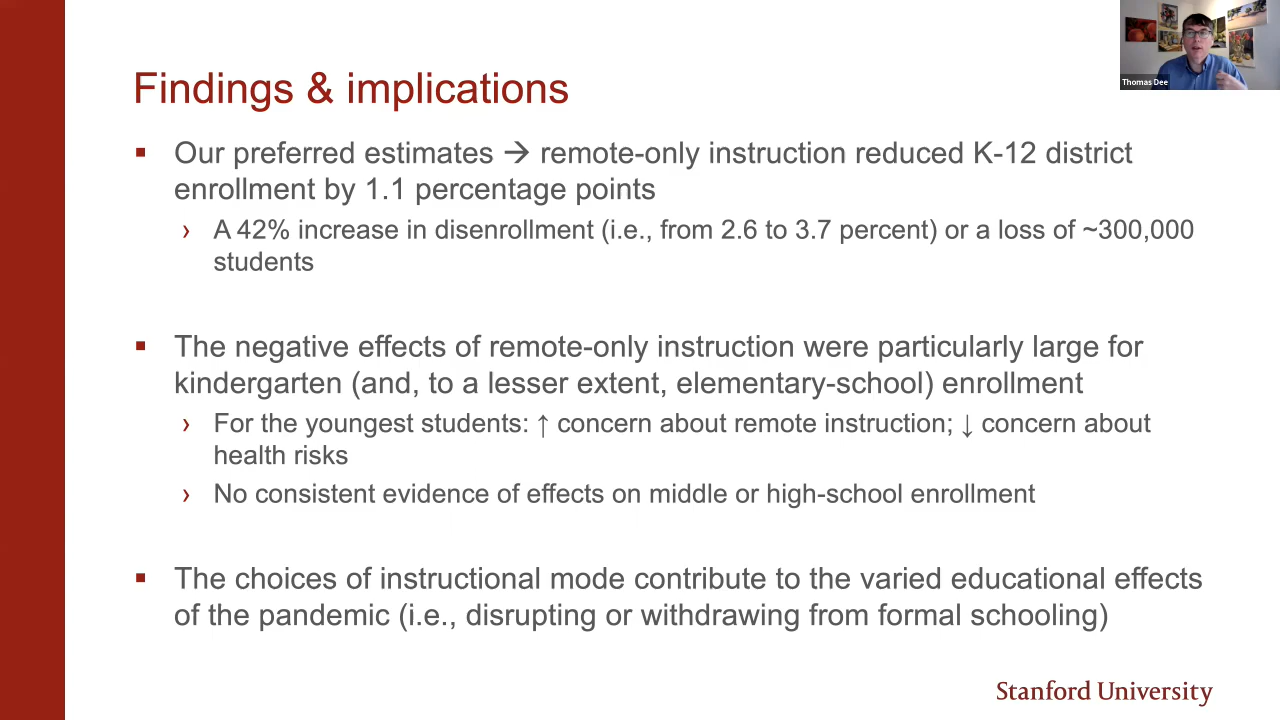 Thomas Dee
Findings & implications
▪ Our preferred estimates → remote-only instruction reduced K-12 district
enrollment by 1.1 percentage points
› A 42% increase in disenrollment (i.e., from 2.6 to 3.7 percent) or a loss of ~300,000
students
▪ The negative effects of remote-only instruction were particularly large for
kindergarten (and, to a lesser extent, elementary-school) enrollment
› For the youngest students: ↑ concern about remote instruction; ↓ concern about
health risks
› No consistent evidence of effects on middle or high-school enrollment
▪ The choices of instructional mode contribute to the varied educational effects
of the pandemic (i.e., disrupting or withdrawing from formal schooling)
Stanford University